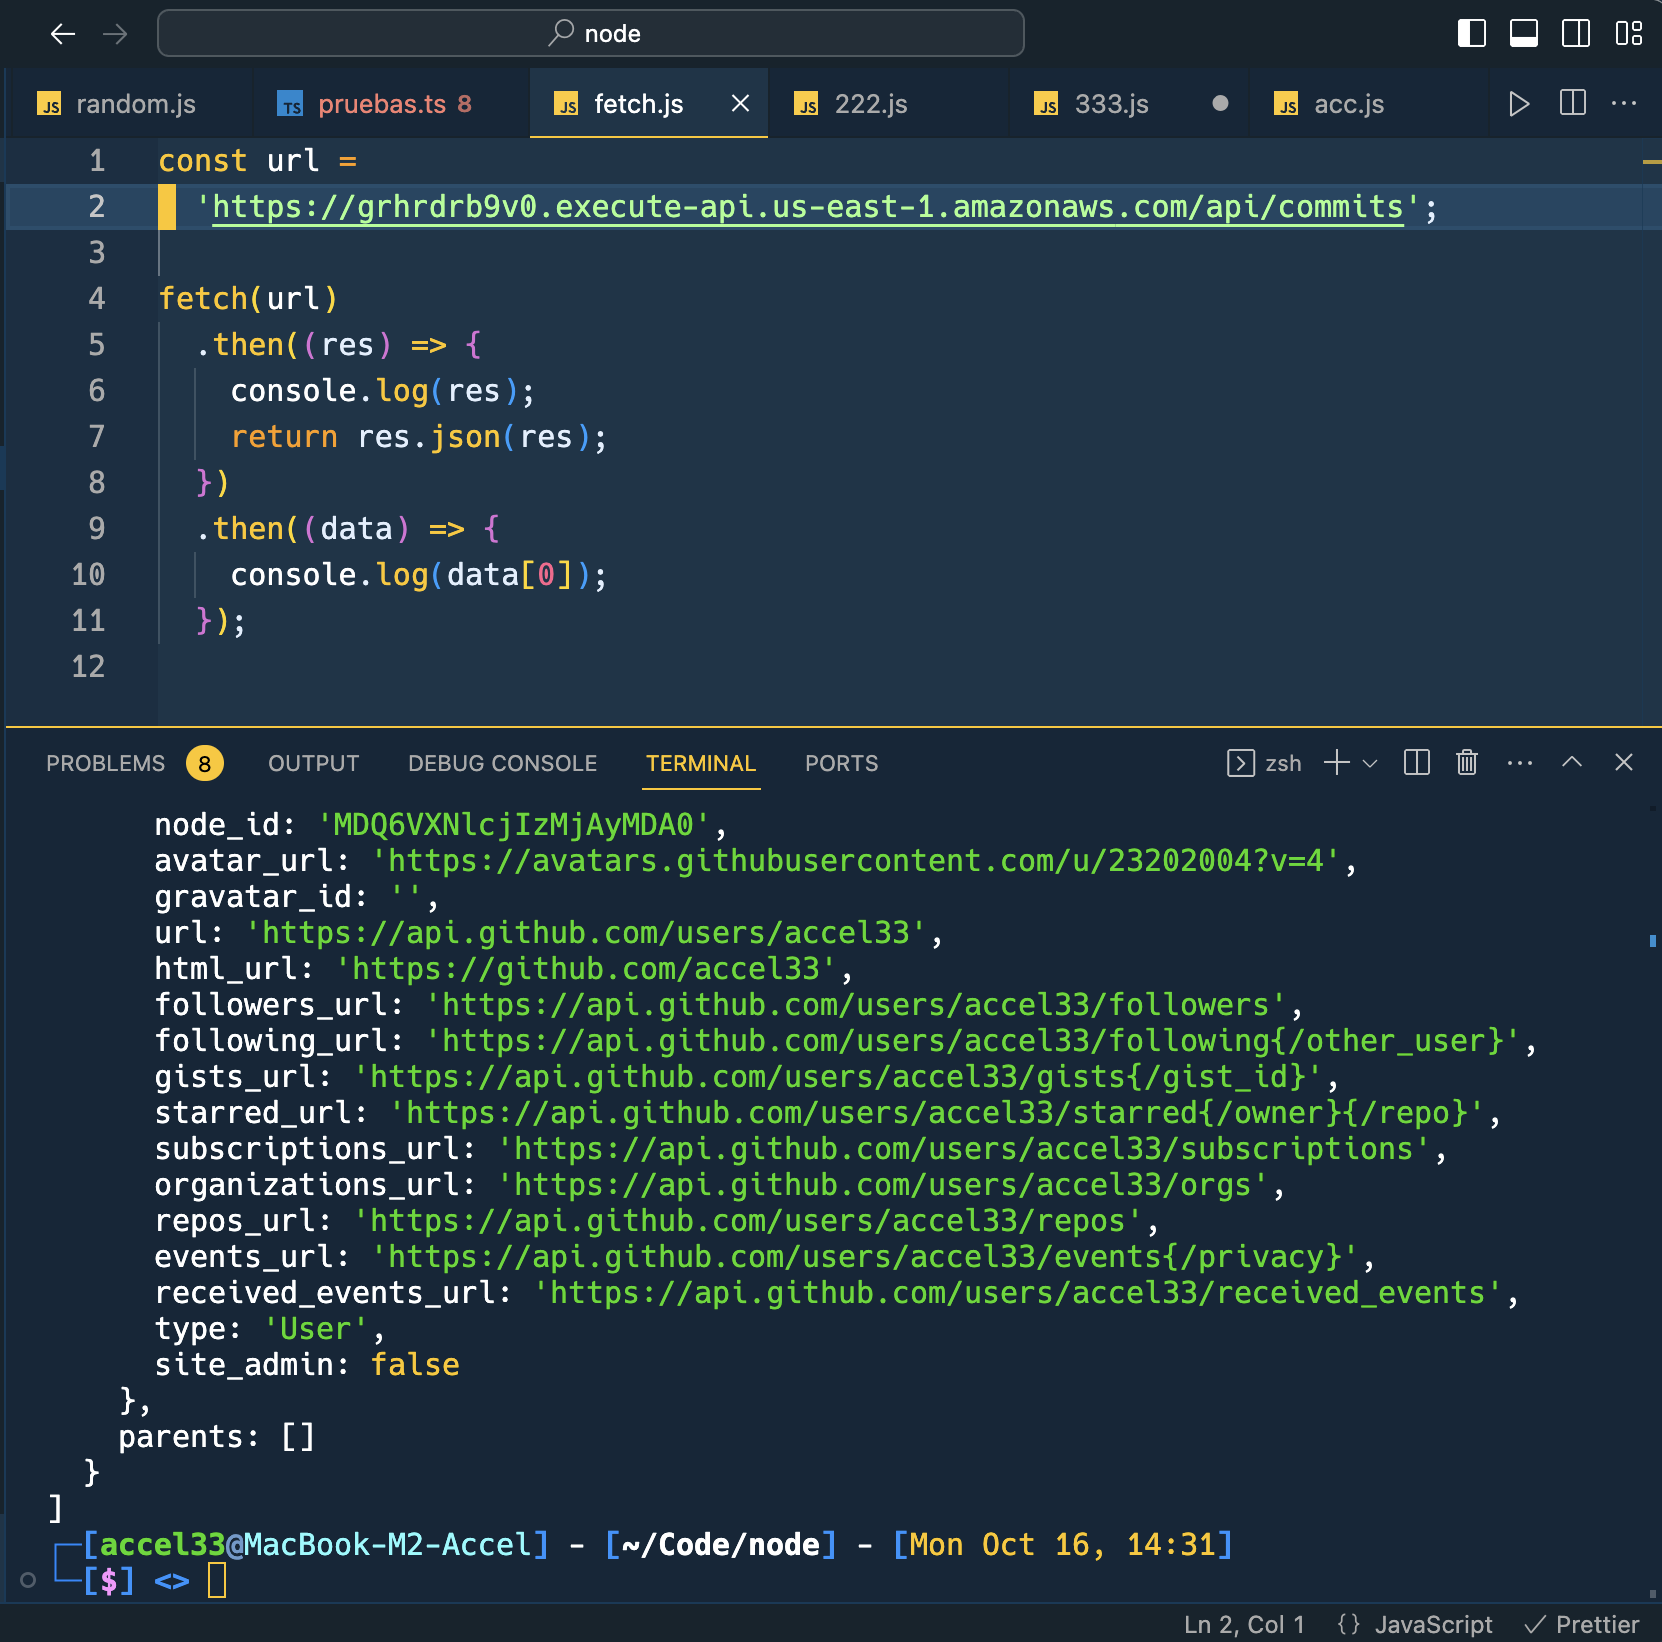 node
JS random.js
TS pruebas.ts 8
JS fetch.js
JS 222.js
JS 333.js
JS acc.js
1 const url =
2 'https://grhrdrb9v0.execute-api.us-east-1.amazonaws.com/api/commits';
3
4 fetch(url)
5 .then((res) => {
6 console.log(res);
7 return res.json(res);
8 })
9 .then((data) => {
10 console.log(data[0]);
11 });
12
PROBLEMS 8 OUTPUT DEBUG CONSOLE TERMINAL PORTS zsh
node_id: 'MDQ6VXNlcjIzMjAyMDA0',
avatar_url: 'https://avatars.githubusercontent.com/u/23202004?v=4',
gravatar_id: '',
url: 'https://api.github.com/users/accel33',
html_url: 'https://github.com/accel33',
followers_url: 'https://api.github.com/users/accel33/followers',
following_url: 'https://api.github.com/users/accel33/following{/other_user}',
gists_url: 'https://api.github.com/users/accel33/gists{/gist_id}',
starred_url: 'https://api.github.com/users/accel33/starred{/owner}{/repo}',
subscriptions_url: 'https://api.github.com/users/accel33/subscriptions',
organizations_url: 'https://api.github.com/users/accel33/orgs',
repos_url: 'https://api.github.com/users/accel33/repos',
events_url: 'https://api.github.com/users/accel33/events{/privacy}',
received_events_url: 'https://api.github.com/users/accel33/received_events',
type: 'User',
site_admin: false
},
parents: []
}
]
[accel33@MacBook-M2-Accel] - [~/Code/node] - [Mon Oct 16, 14:31]
[$] <>
Ln 2, Col 1 {} JavaScript ✓ Prettier